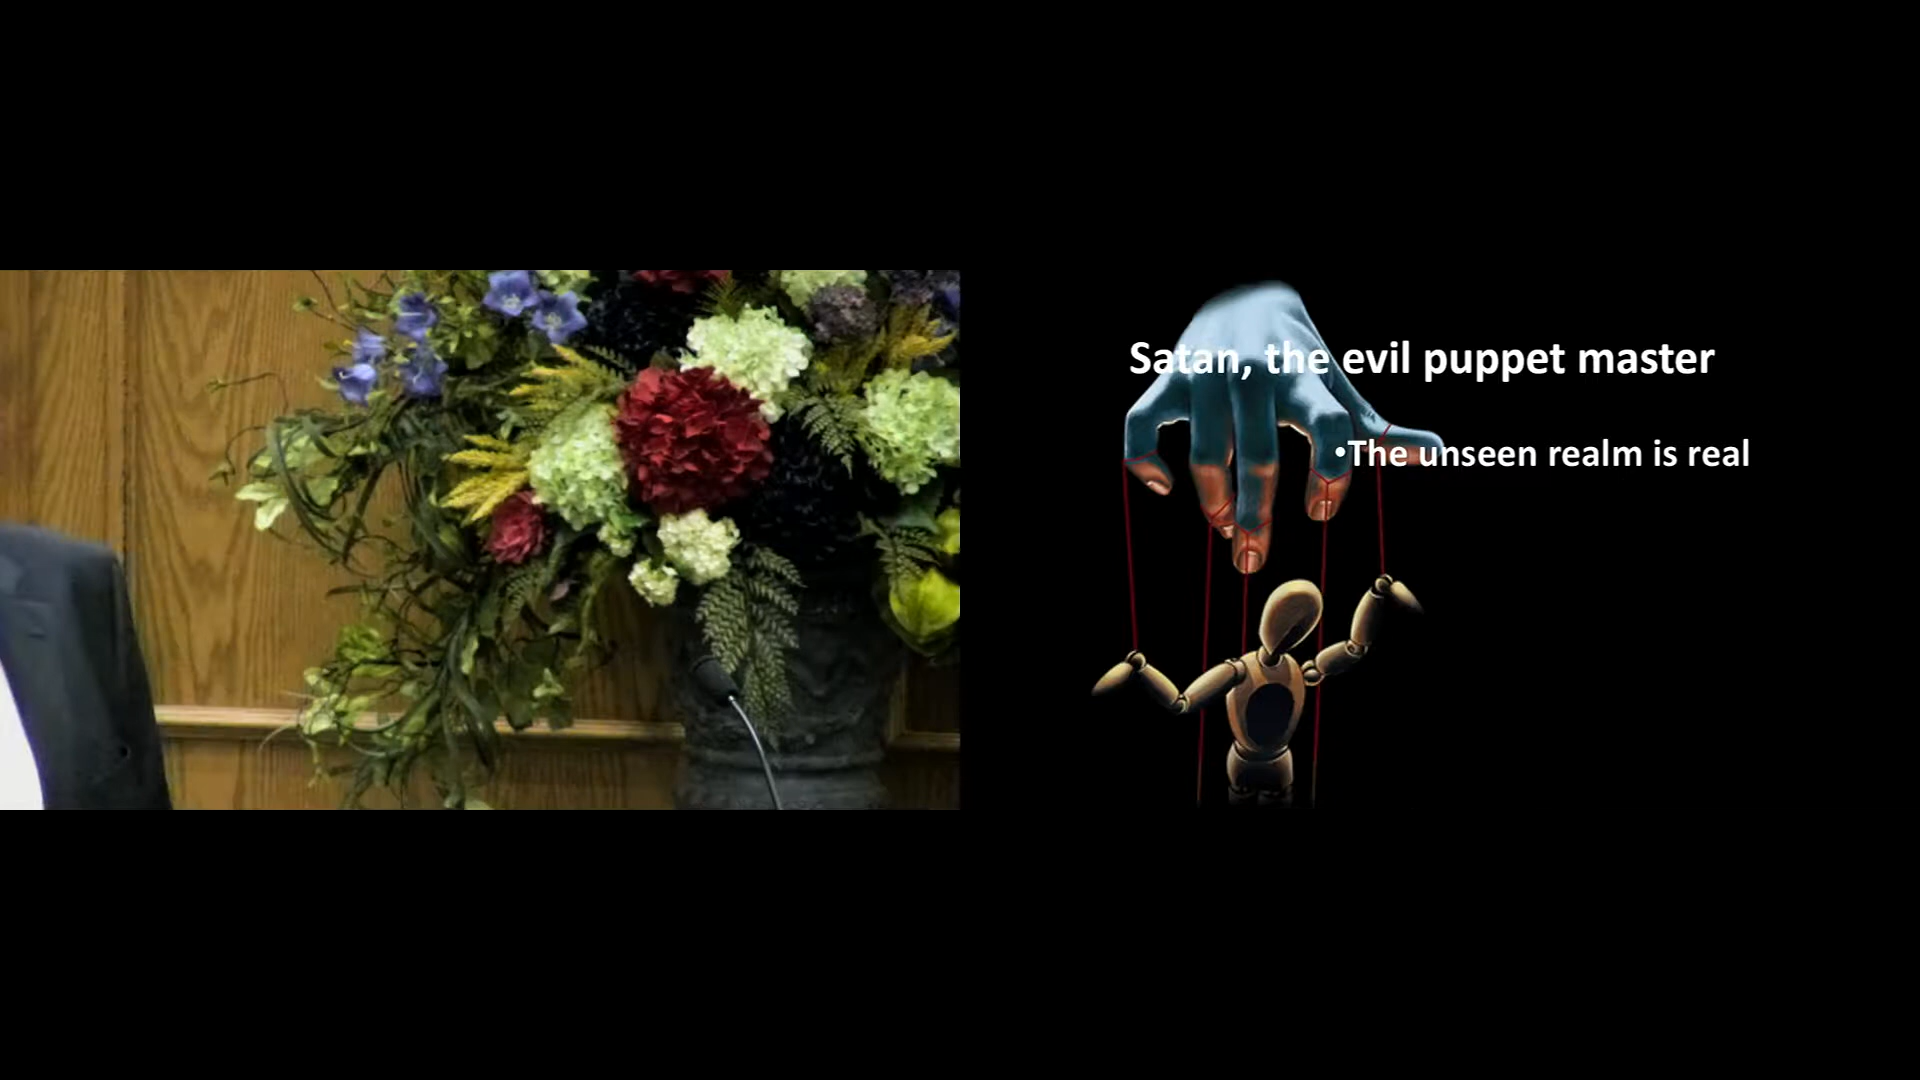 Satan, the evil puppet master
•The unseen realm is real